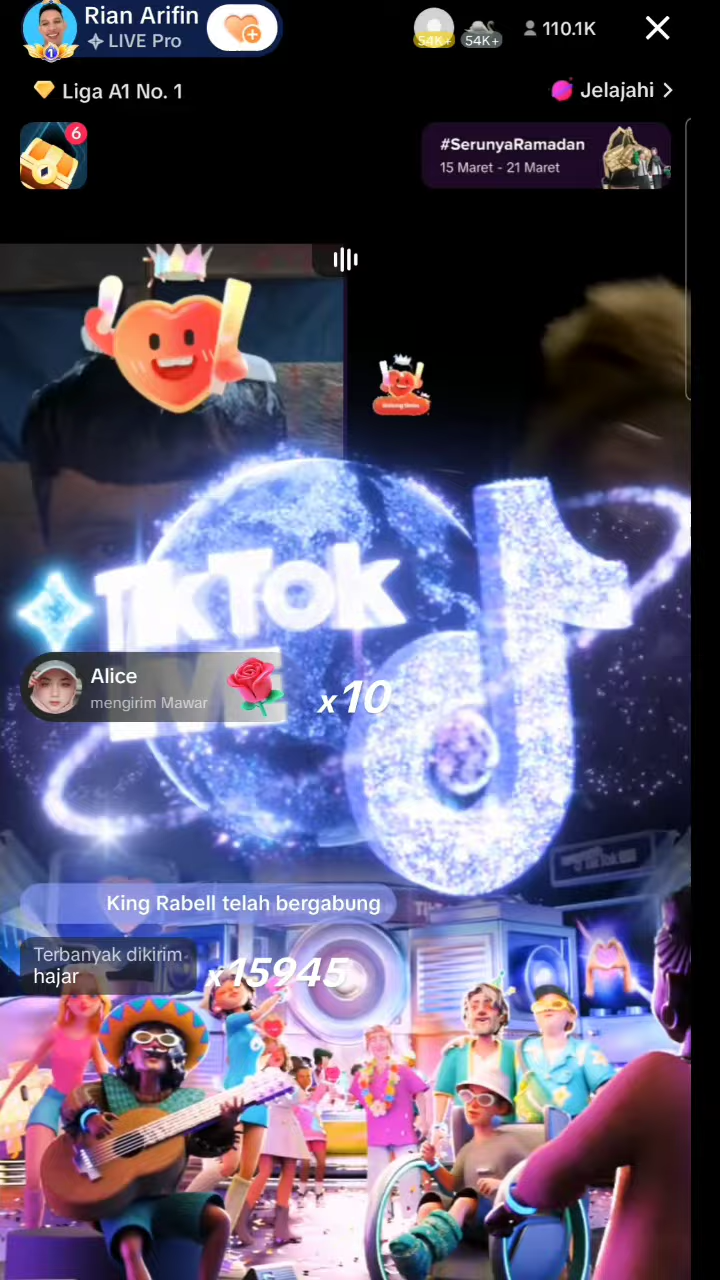 Rian Arifin
LIVE Pro
1
54K+
54K+
110.1K
Liga A1 No. 1
Jelajahi
6
#SerunyaRamadan
15 Maret - 21 Maret
TikTok
Alice
mengirim Mawar
x10
King Rabell telah bergabung
Terbanyak dikirim
hajar
x15945